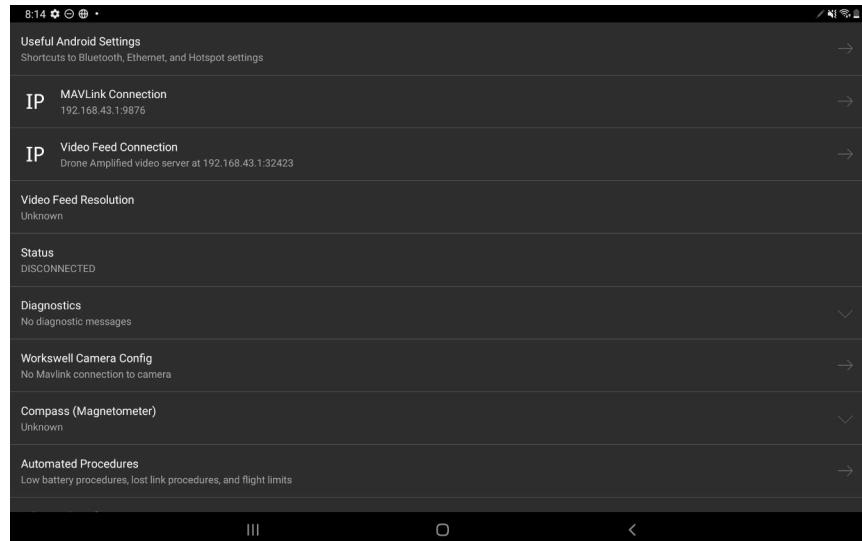 8:14
Useful Android Settings
Shortcuts to Bluetooth, Ethernet, and Hotspot settings
IP
MAVLink Connection
192.168.43.1:9876
IP
Video Feed Connection
Drone Amplified video server at 192.168.43.1:32423
Video Feed Resolution
Unknown
Status
DISCONNECTED
Diagnostics
No diagnostic messages
Workswell Camera Config
No Mavlink connection to camera
Compass (Magnetometer)
Unknown
Automated Procedures
Low battery procedures, lost link procedures, and flight limits